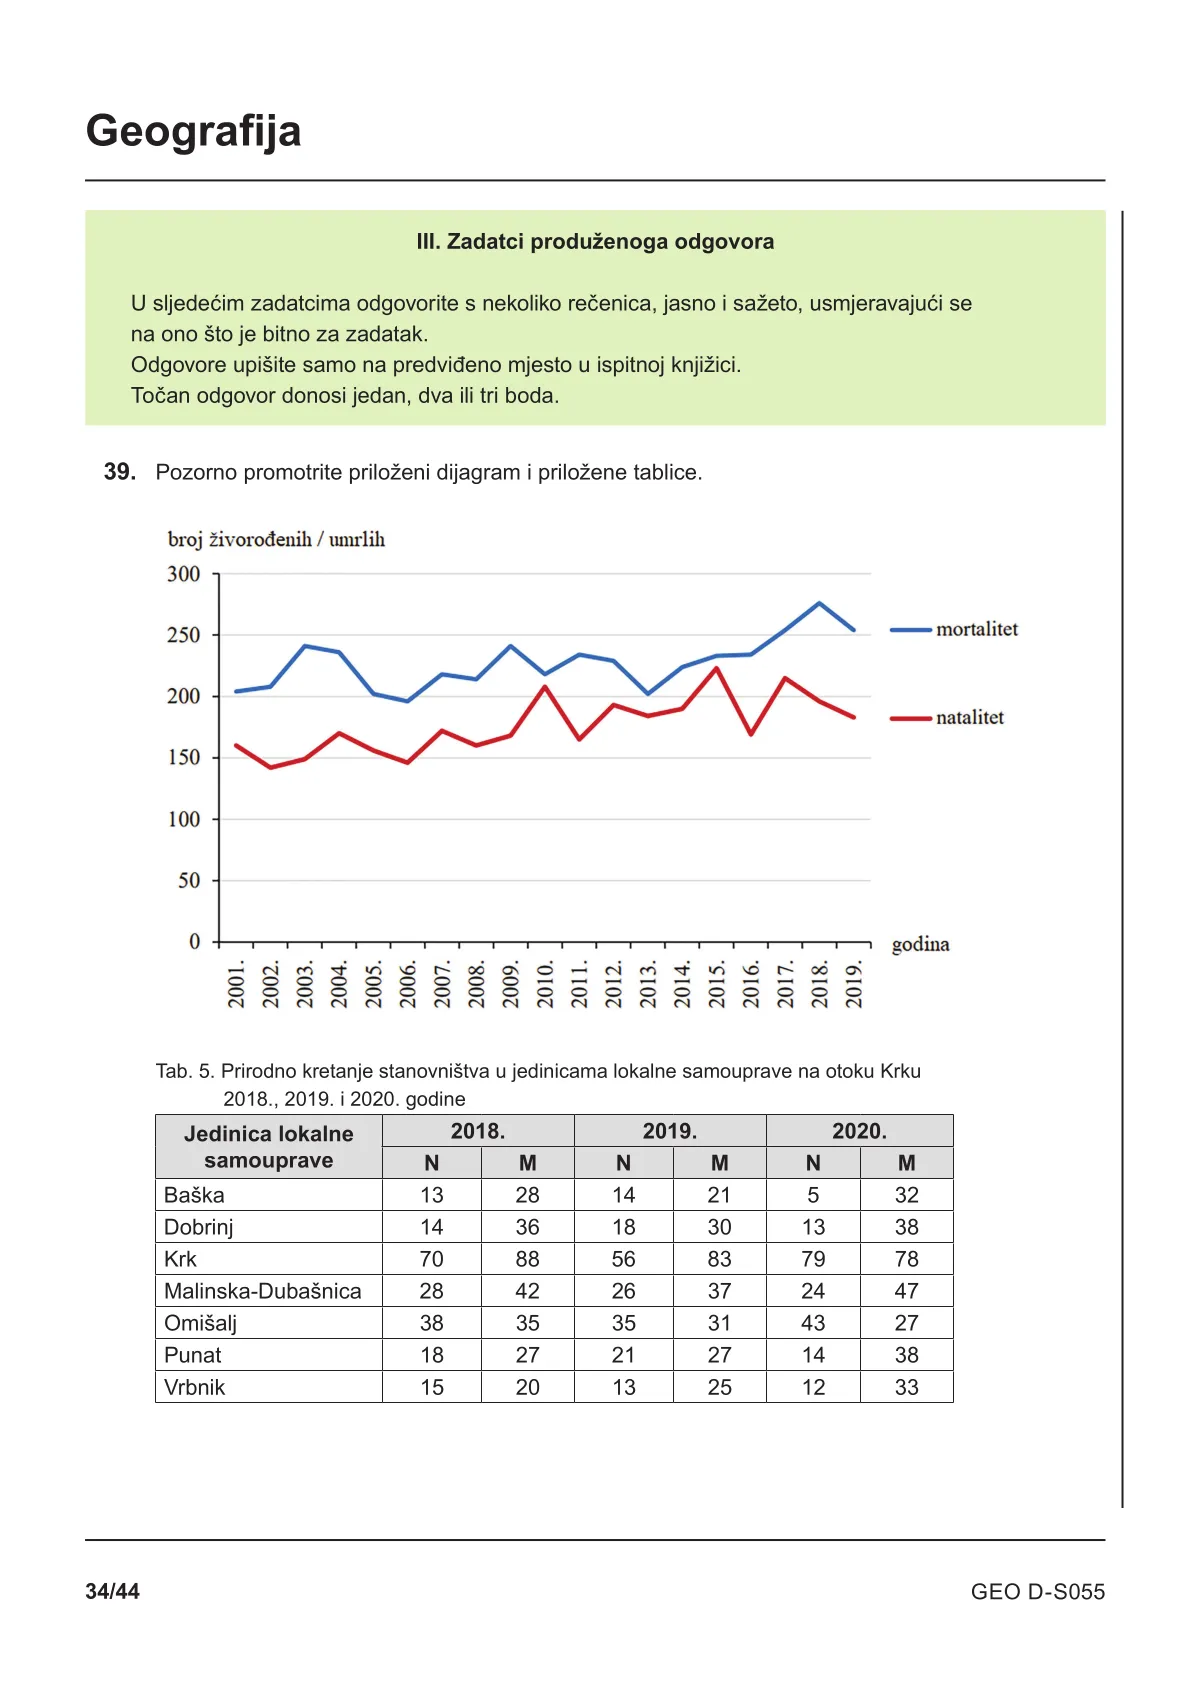 Geografija
III. Zadatci produženoga odgovora
U sljedećim zadatcima odgovorite s nekoliko rečenica, jasno i sažeto, usmjeravajući se
na ono što je bitno za zadatak.
Odgovore upišite samo na predviđeno mjesto u ispitnoj knjižici.
Točan odgovor donosi jedan, dva ili tri boda.
39. Pozorno promotrite priloženi dijagram i priložene tablice.
broj živorođenih / umrlih
300
250
200
150
100
50
0
mortalitet
natalitet
godina
2001. 2002. 2003. 2004. 2005. 2006. 2007. 2008. 2009. 2010. 2011. 2012. 2013. 2014. 2015. 2016. 2017. 2018. 2019.
Tab. 5. Prirodno kretanje stanovništva u jedinicama lokalne samouprave na otoku Krku
2018., 2019. i 2020. godine
Jedinica lokalne samouprave 2018. 2019. 2020.
N M N M N M
Baška 13 28 14 21 5 32
Dobrinj 14 36 18 30 13 38
Krk 70 88 56 83 79 78
Malinska-Dubašnica 28 42 26 37 24 47
Omišalj 38 35 35 31 43 27
Punat 18 27 21 27 14 38
Vrbnik 15 20 13 25 12 33
34/44 GEO D-S055